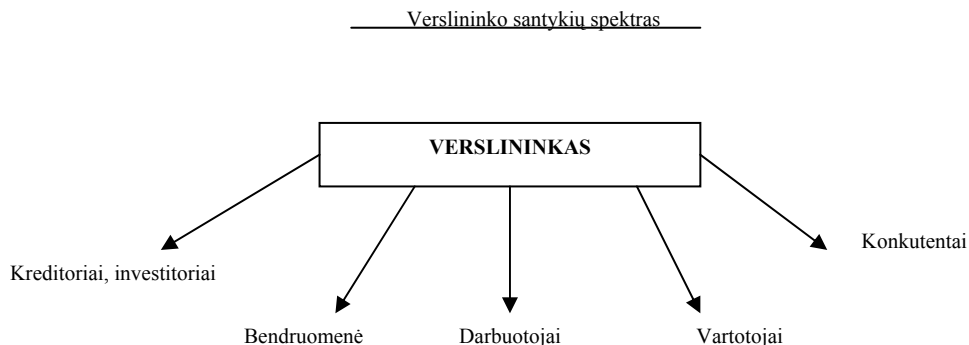 Verslininko santykių spektras
VERSLININKAS
Konkutentai
Kreditoriai, investitoriai
Bendruomenė
Darbuotojai
Vartotojai